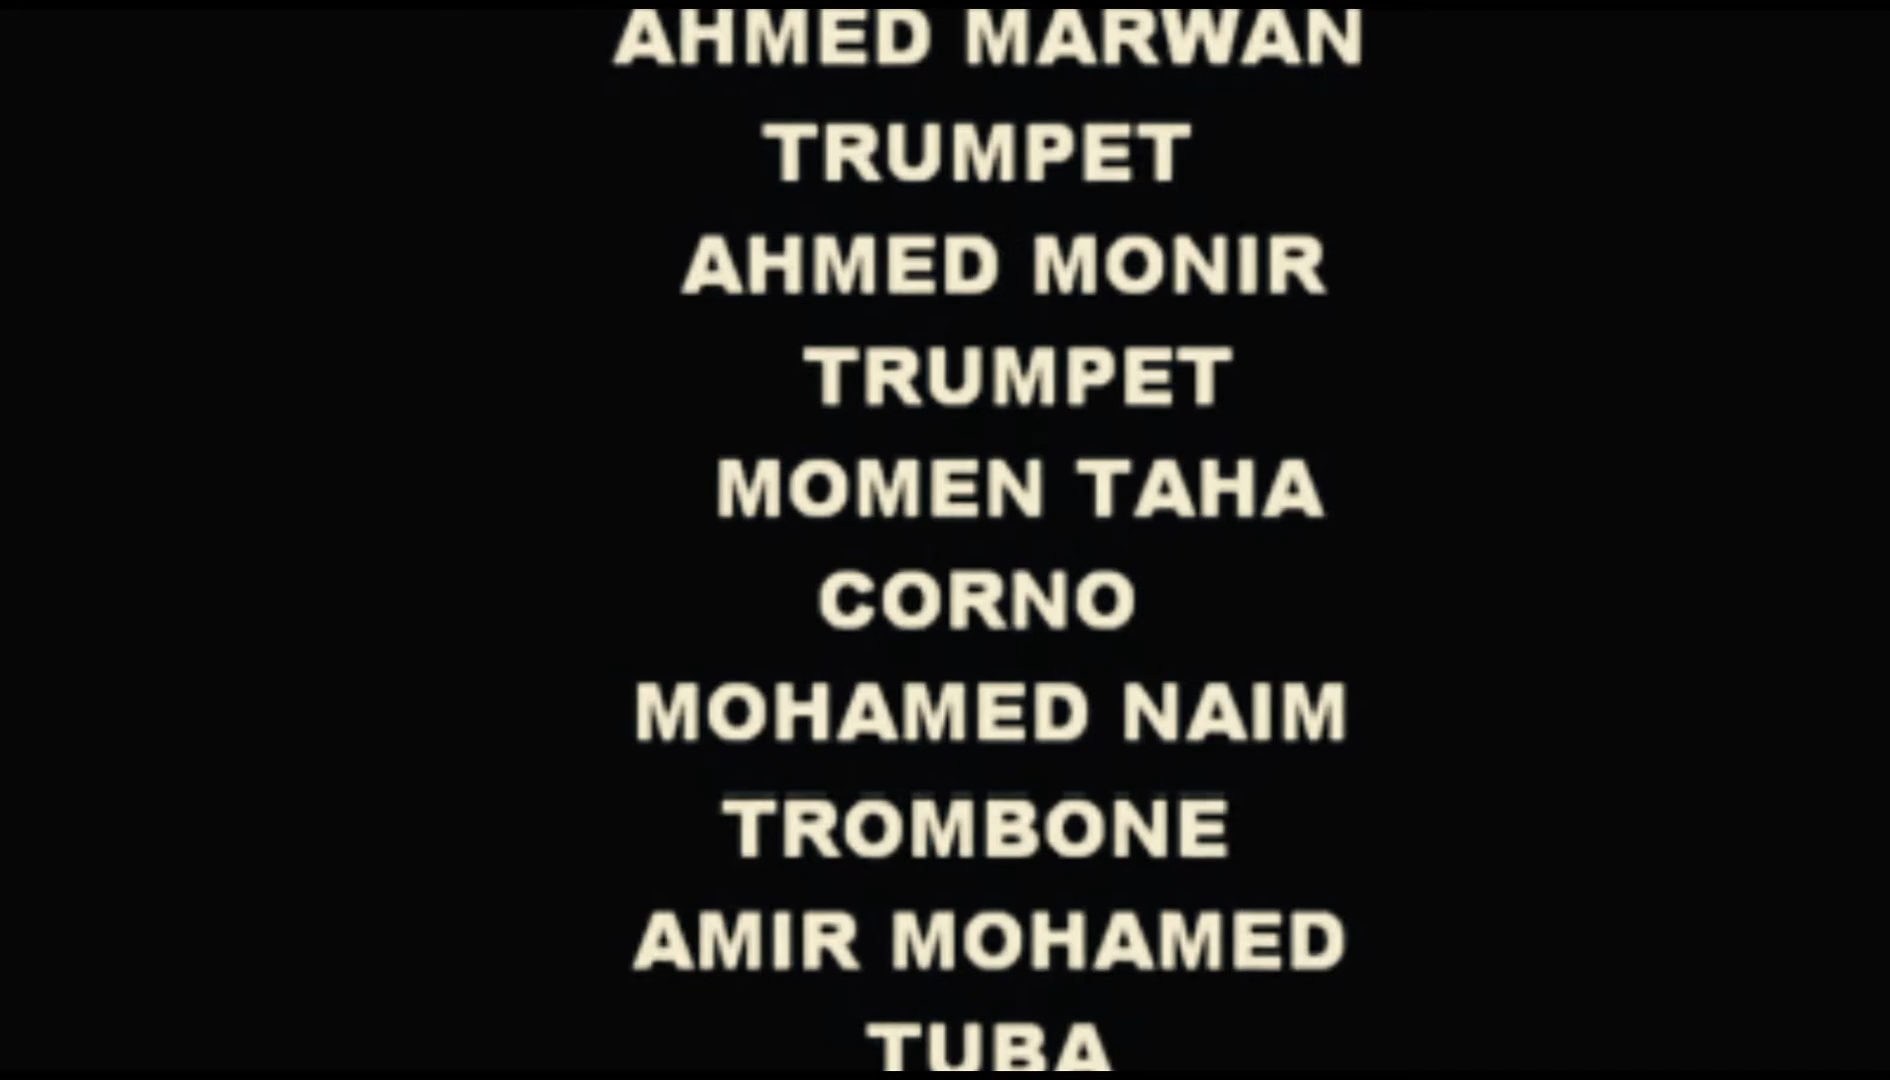 AHMED MARWAN
TRUMPET
AHMED MONIR
TRUMPET
MOMEN TAHA
CORNO
MOHAMED NAIM
TROMBONE
AMIR MOHAMED
TUBA